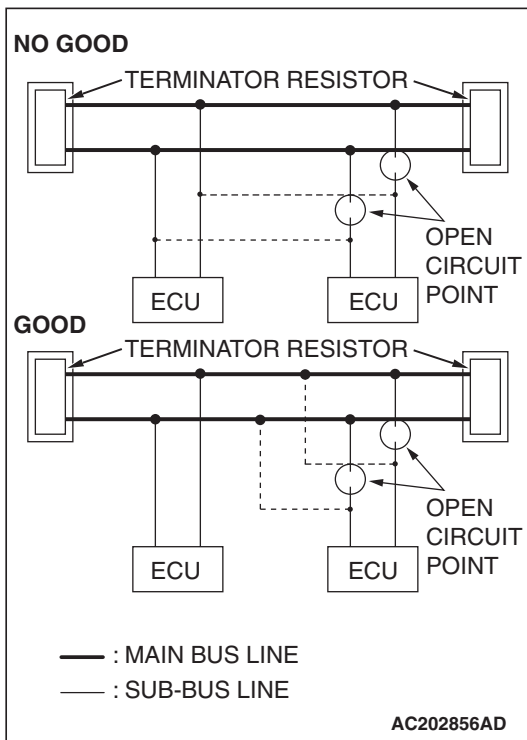 NO GOOD
TERMINATOR RESISTOR
OPEN
CIRCUIT
POINT
ECU
ECU
GOOD
TERMINATOR RESISTOR
OPEN
CIRCUIT
POINT
ECU
ECU
: MAIN BUS LINE
: SUB-BUS LINE
AC202856AD